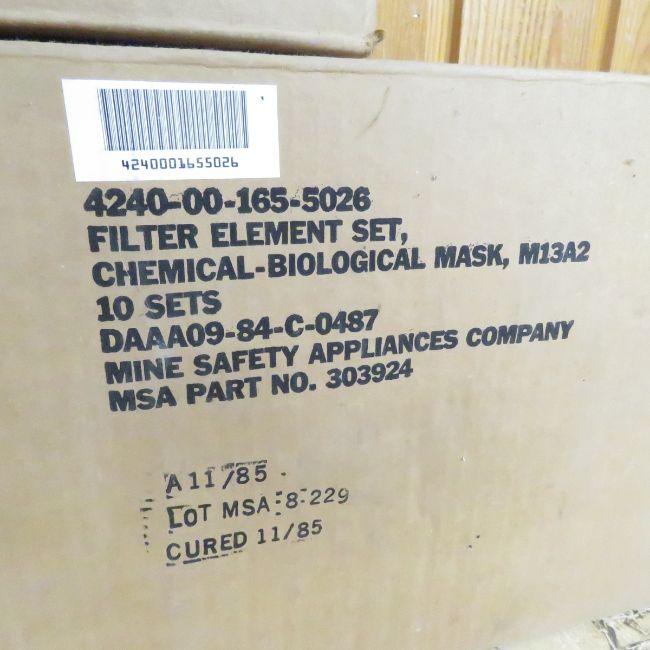 4240001655026
4240-00-165-5026
FILTER ELEMENT SET,
CHEMICAL-BIOLOGICAL MASK, M13A2
10 SETS
DAAA09-84-C-0487
MINE SAFETY APPLIANCES COMPANY
MSA PART NO. 303924
A 11/85
LOT MSA-8-229
CURED 11/85